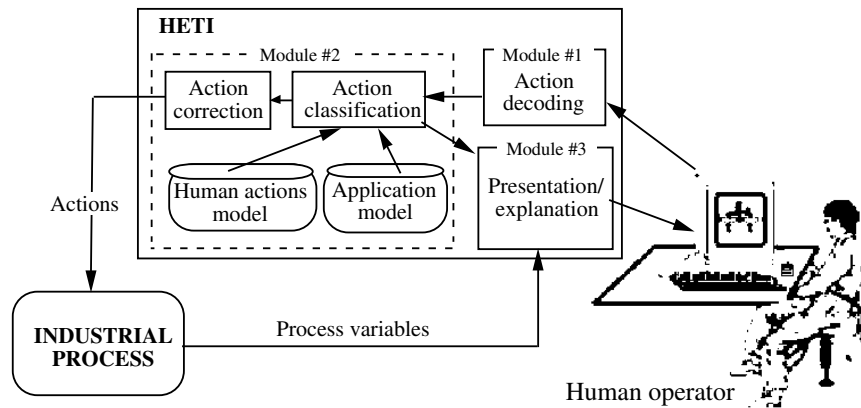 HETI
Module #2
Module #1
Action
correction
Action
classification
Action
decoding
Module #3
Human actions
model
Application
model
Presentation/
explanation
Actions
INDUSTRIAL
PROCESS
Process variables
Human operator